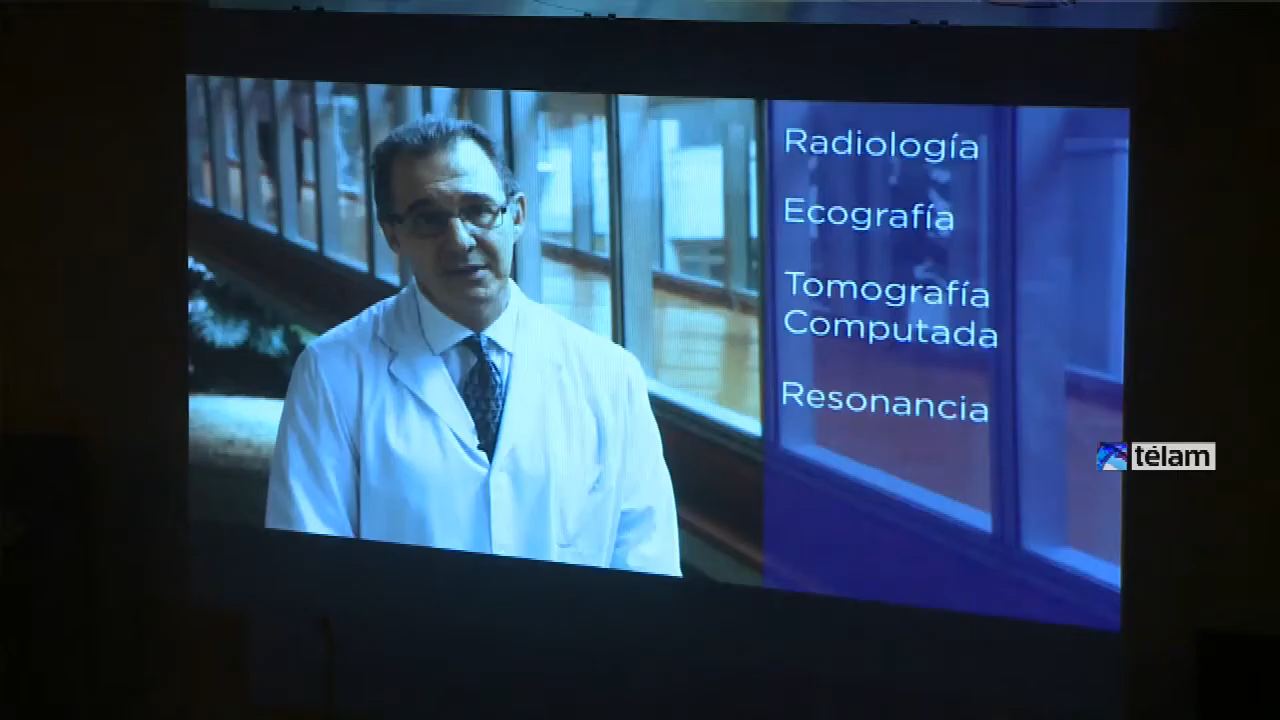 Radiología
Ecografía
Tomografía
Computada
Resonancia
télam